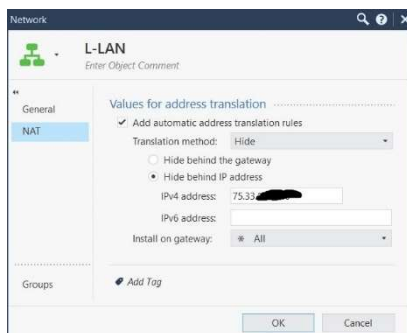 Network
L-LAN
Enter Object Comment
General
NAT
Groups
Values for address translation
Add automatic address translation rules
Translation method: Hide
Hide behind the gateway
Hide behind IP address
IPv4 address: 75.33
IPv6 address:
Install on gateway: * All
Add Tag
OK Cancel